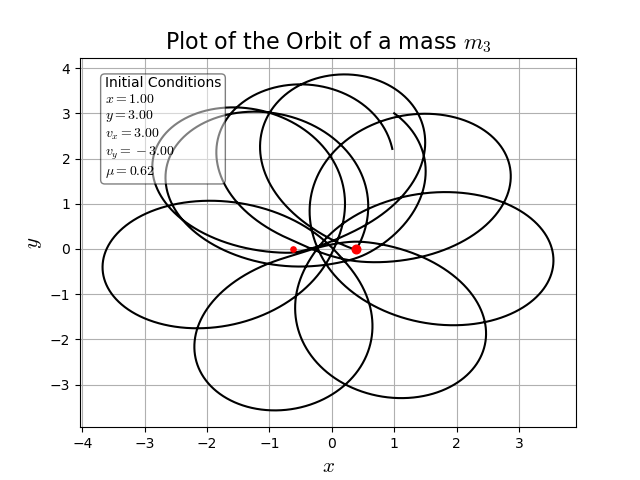 Plot of the Orbit of a mass m₃
Initial Conditions
x = 1.00
y = 3.00
vₓ = 3.00
v_y = −3.00
μ = 0.62
4
3
2
1
0
−1
−2
−3
y
−4 −3 −2 −1 0 1 2 3
x